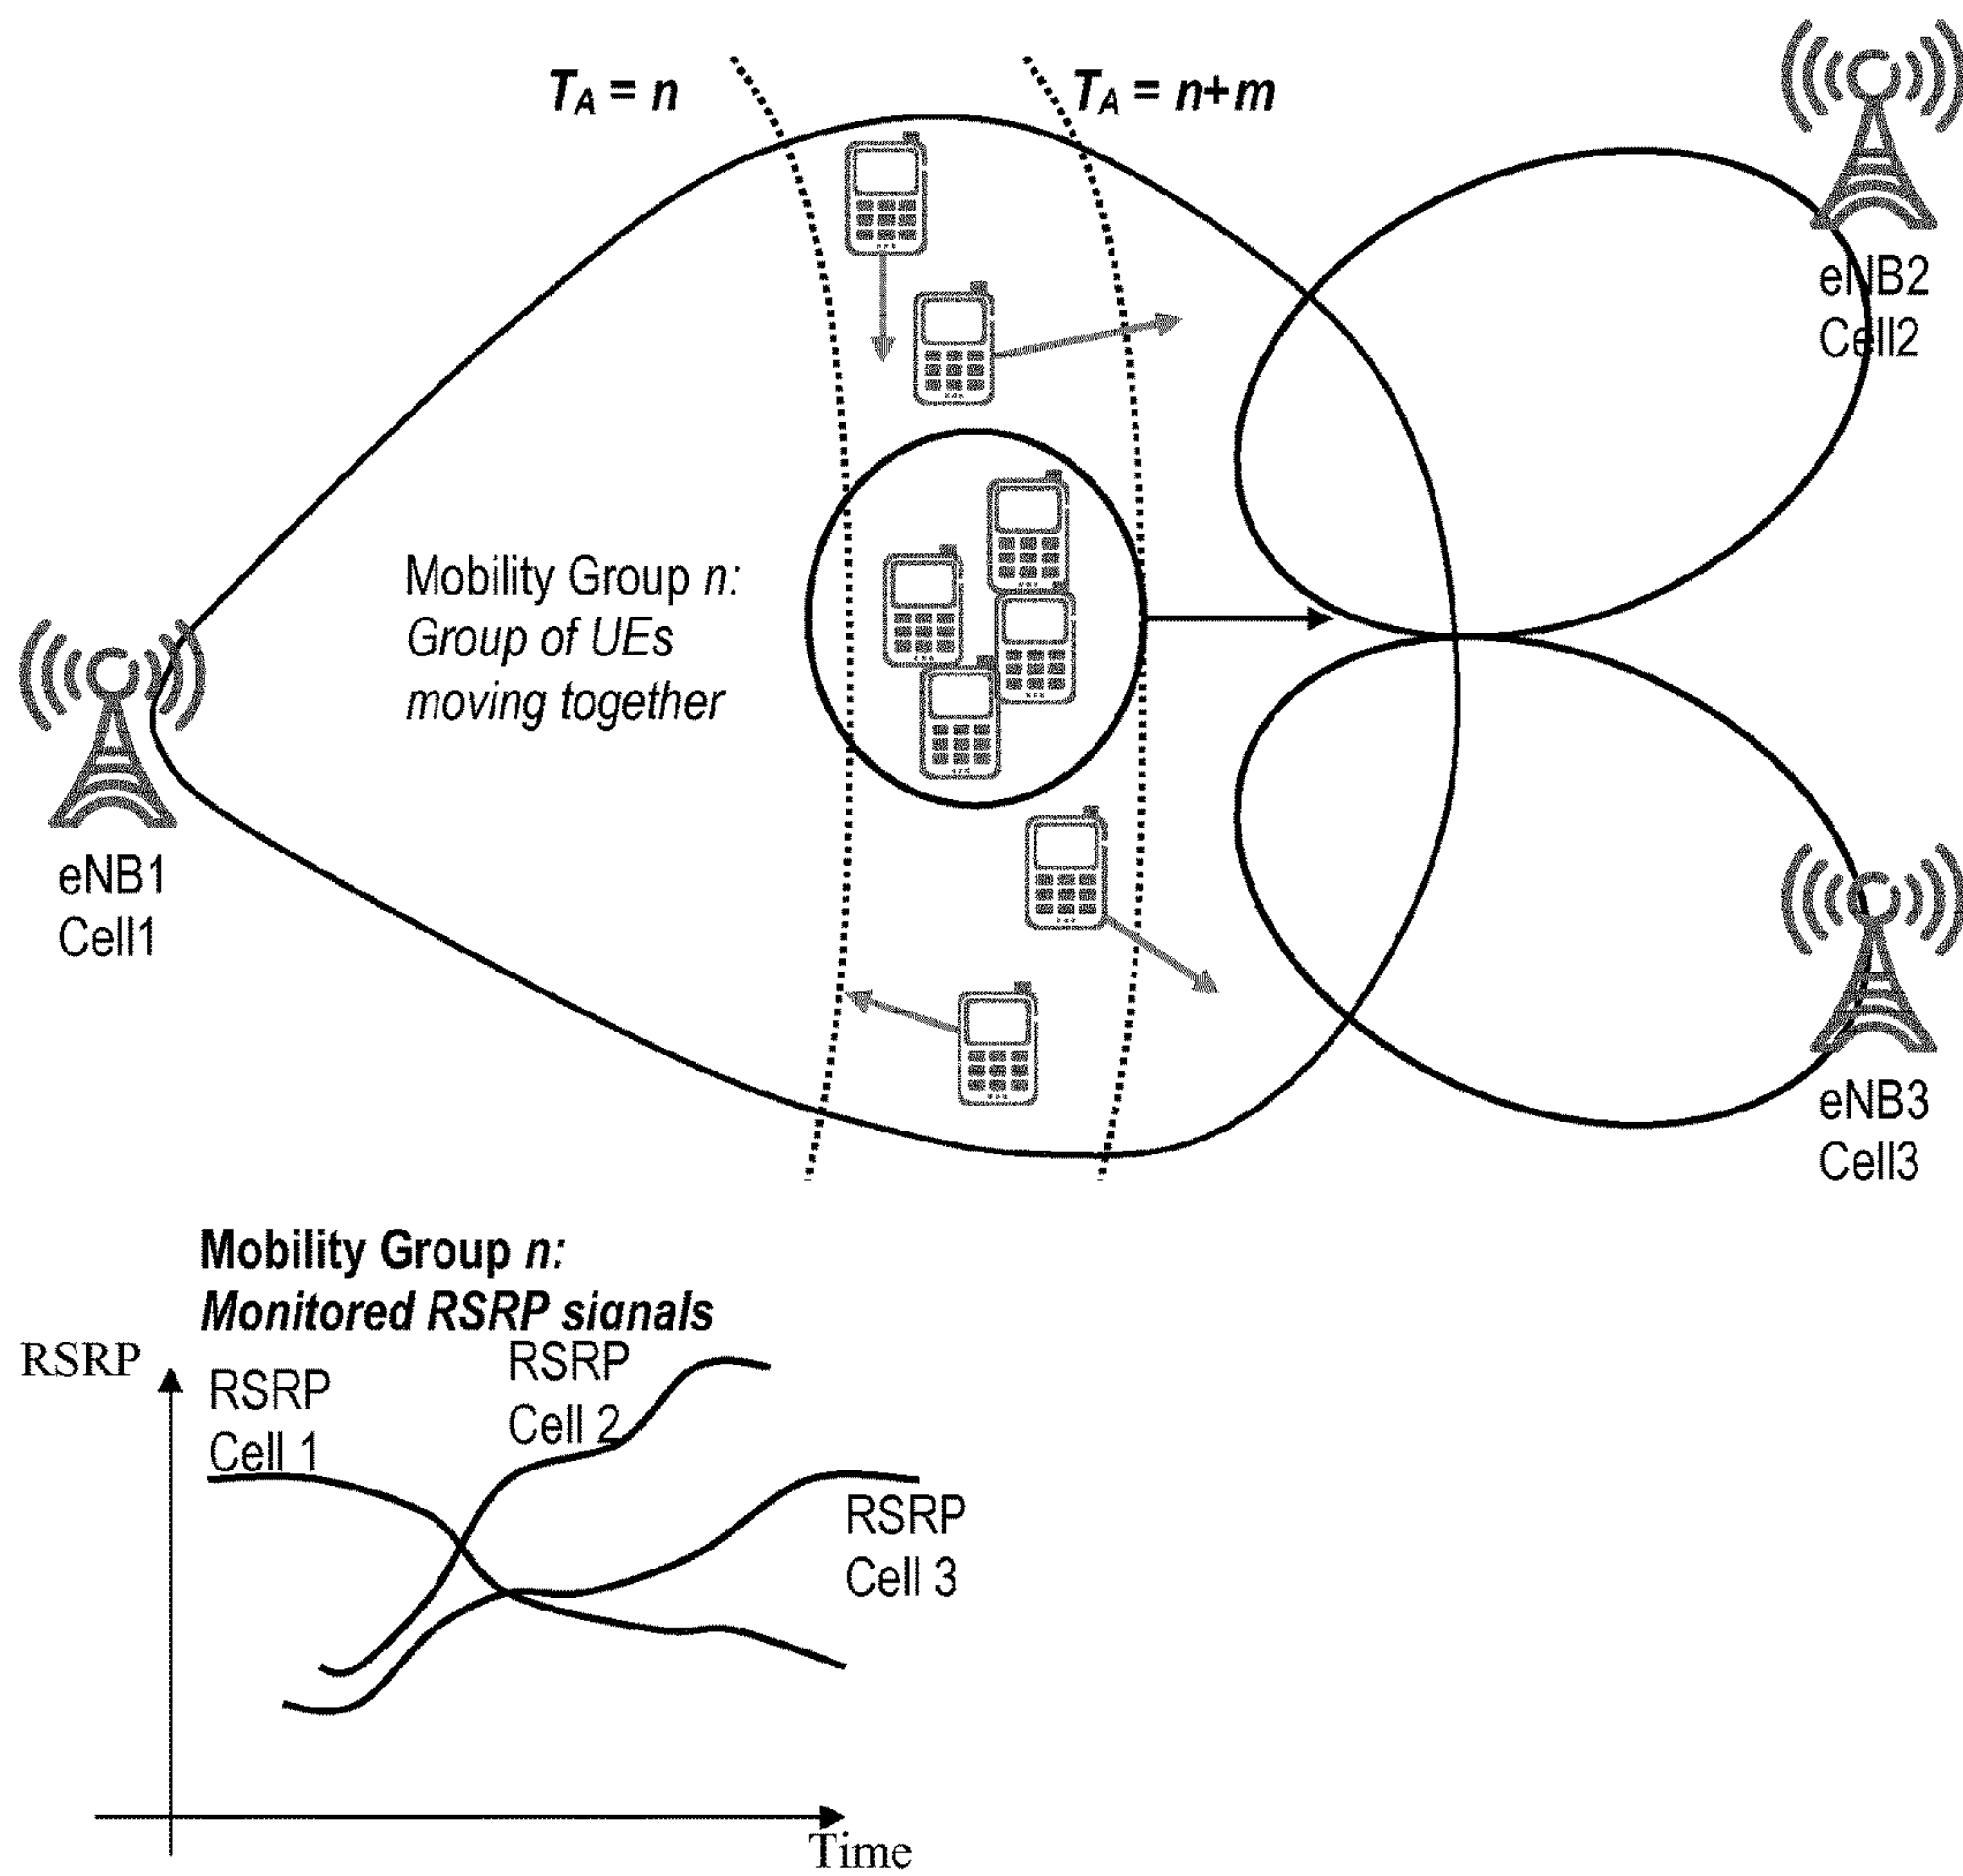 T_A = n
T_A = n+m
eNB2
Cell2
Mobility Group n:
Group of UEs
moving together
eNB1
Cell1
eNB3
Cell3
Mobility Group n:
Monitored RSRP signals
RSRP
RSRP
Cell 1
RSRP
Cell 2
RSRP
Cell 3
Time